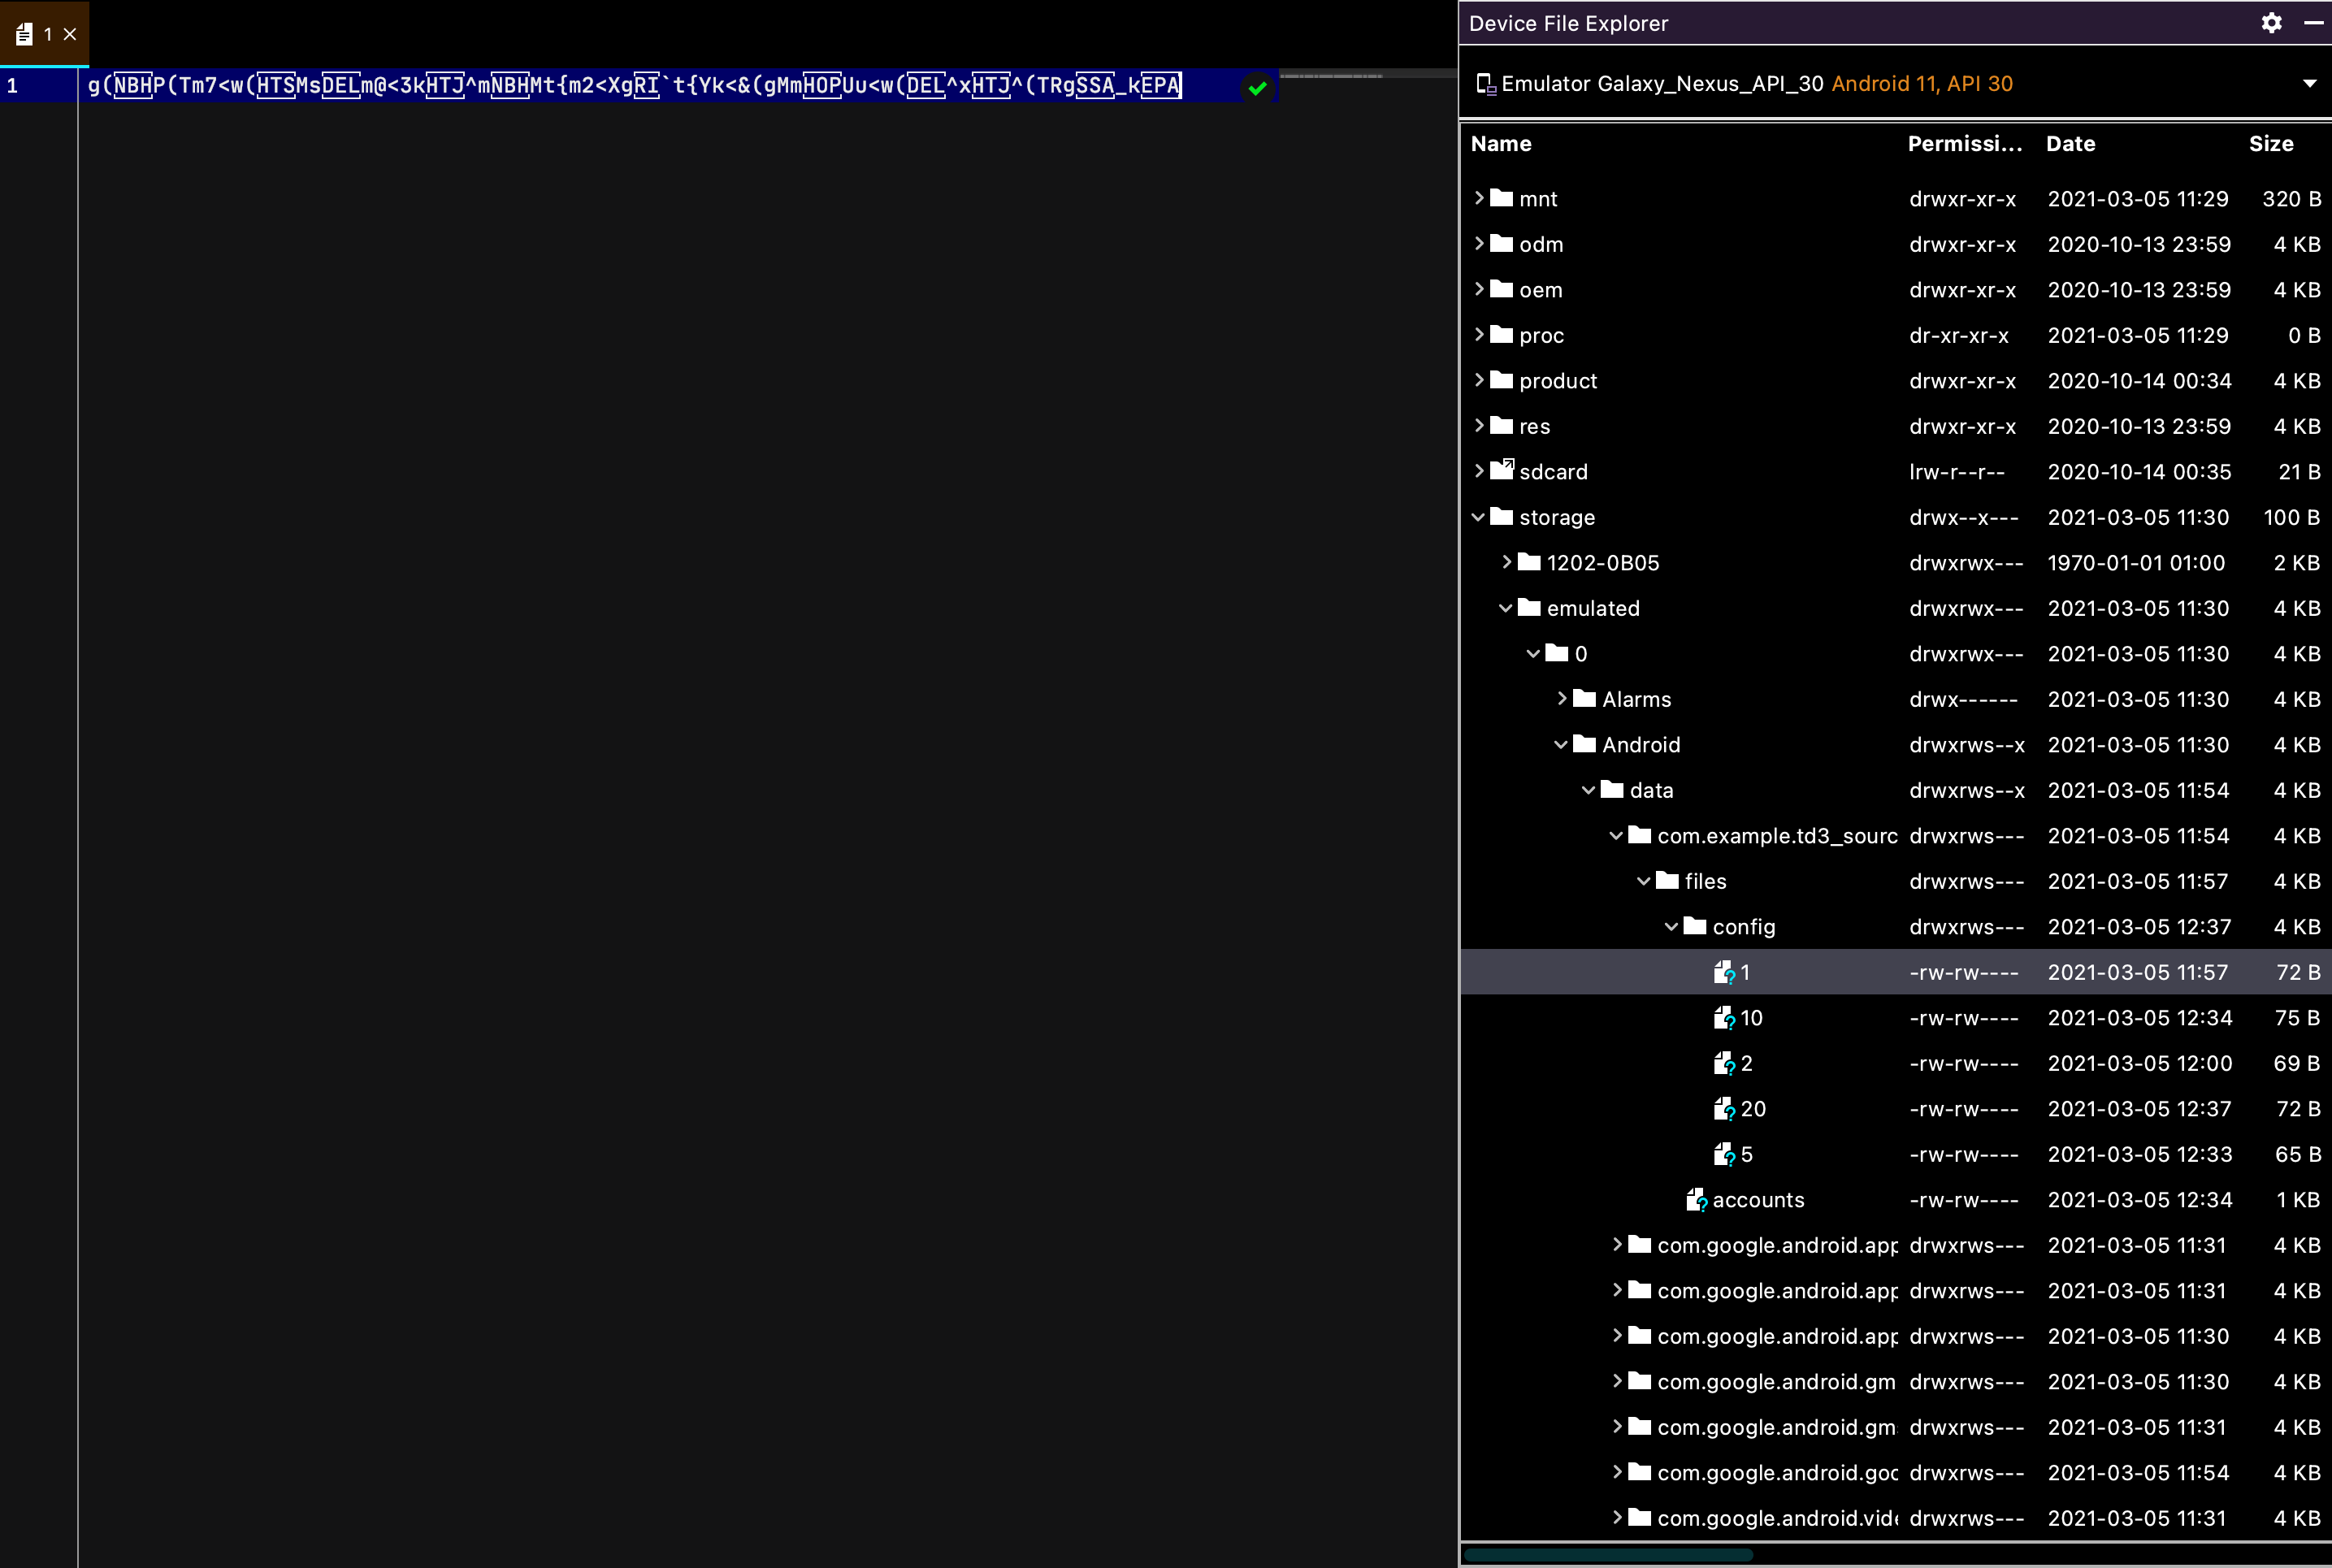 1
1 g(NBHP(Tm7<w(HTSMsDELm@<3kHTJ^mNBHMt{m2<XgRI`t{Yk<&(gMmHOPUu<w(DEL^xHTJ^(TRgSSA_kEPA
Device File Explorer
Emulator Galaxy_Nexus_API_30 Android 11, API 30
Name Permissi... Date Size
mnt drwxr-xr-x 2021-03-05 11:29 320 B
odm drwxr-xr-x 2020-10-13 23:59 4 KB
oem drwxr-xr-x 2020-10-13 23:59 4 KB
proc dr-xr-xr-x 2021-03-05 11:29 0 B
product drwxr-xr-x 2020-10-14 00:34 4 KB
res drwxr-xr-x 2020-10-13 23:59 4 KB
sdcard lrw-r--r-- 2020-10-14 00:35 21 B
storage drwx--x--- 2021-03-05 11:30 100 B
1202-0B05 drwxrwx--- 1970-01-01 01:00 2 KB
emulated drwxrwx--- 2021-03-05 11:30 4 KB
0 drwxrwx--- 2021-03-05 11:30 4 KB
Alarms drwx------ 2021-03-05 11:30 4 KB
Android drwxrws--x 2021-03-05 11:30 4 KB
data drwxrws--x 2021-03-05 11:54 4 KB
com.example.td3_sourc drwxrws--- 2021-03-05 11:54 4 KB
files drwxrws--- 2021-03-05 11:57 4 KB
config drwxrws--- 2021-03-05 12:37 4 KB
1 -rw-rw---- 2021-03-05 11:57 72 B
10 -rw-rw---- 2021-03-05 12:34 75 B
2 -rw-rw---- 2021-03-05 12:00 69 B
20 -rw-rw---- 2021-03-05 12:37 72 B
5 -rw-rw---- 2021-03-05 12:33 65 B
accounts -rw-rw---- 2021-03-05 12:34 1 KB
com.google.android.app drwxrws--- 2021-03-05 11:31 4 KB
com.google.android.app drwxrws--- 2021-03-05 11:31 4 KB
com.google.android.app drwxrws--- 2021-03-05 11:30 4 KB
com.google.android.gm drwxrws--- 2021-03-05 11:30 4 KB
com.google.android.gm drwxrws--- 2021-03-05 11:31 4 KB
com.google.android.goo drwxrws--- 2021-03-05 11:54 4 KB
com.google.android.vide drwxrws--- 2021-03-05 11:31 4 KB